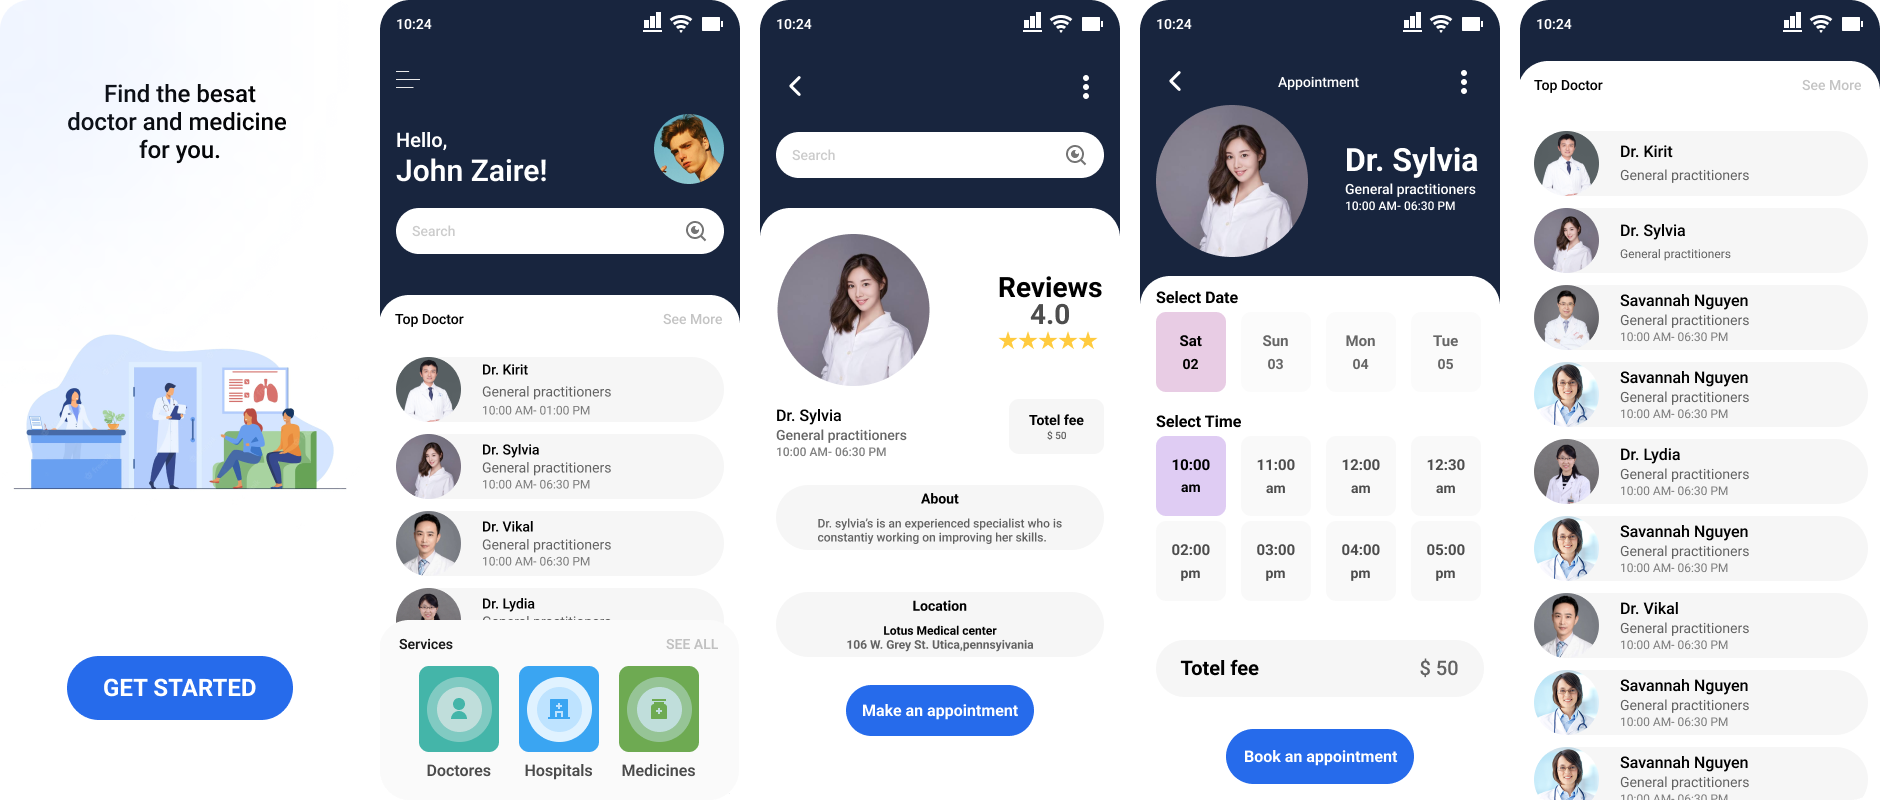 Find the besat
doctor and medicine
for you.
GET STARTED
10:24
Hello,
John Zaire!
Search
Top Doctor
See More
Dr. Kirit
General practitioners
10:00 AM- 01:00 PM
Dr. Sylvia
General practitioners
10:00 AM- 06:30 PM
Dr. Vikal
General practitioners
10:00 AM- 06:30 PM
Dr. Lydia
General practitioners
Services
SEE ALL
Doctores
Hospitals
Medicines
10:24
Search
Reviews
4.0
Dr. Sylvia
General practitioners
10:00 AM- 06:30 PM
Totel fee
$ 50
About
Dr. sylvia's is an experienced specialist who is
constantiy working on improving her skills.
Location
Lotus Medical center
106 W. Grey St. Utica,pennsyivania
Make an appointment
10:24
Appointment
Dr. Sylvia
General practitioners
10:00 AM- 06:30 PM
Select Date
Sat
02
Sun
03
Mon
04
Tue
05
Select Time
10:00
am
11:00
am
12:00
am
12:30
am
02:00
pm
03:00
pm
04:00
pm
05:00
pm
Totel fee
$ 50
Book an appointment
10:24
Top Doctor
See More
Dr. Kirit
General practitioners
Dr. Sylvia
General practitioners
Savannah Nguyen
General practitioners
10:00 AM- 06:30 PM
Savannah Nguyen
General practitioners
10:00 AM- 06:30 PM
Dr. Lydia
General practitioners
10:00 AM- 06:30 PM
Savannah Nguyen
General practitioners
10:00 AM- 06:30 PM
Dr. Vikal
General practitioners
10:00 AM- 06:30 PM
Savannah Nguyen
General practitioners
10:00 AM- 06:30 PM
Savannah Nguyen
General practitioners
10:00 AM- 06:30 PM